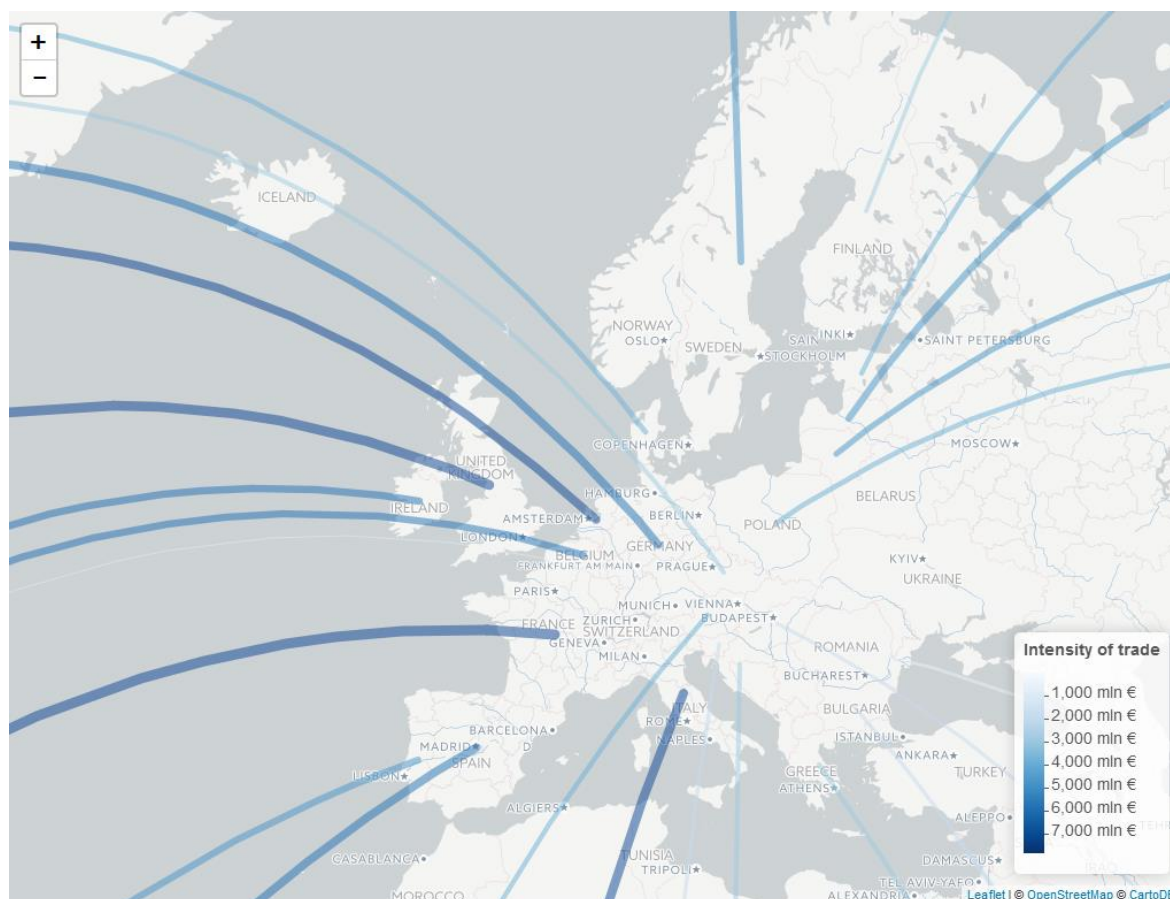 +
−
ICELAND
FINLAND
NORWAY
OSLO
SWEDEN
SAIN
INKI
STOCKHOLM
SAINT PETERSBURG
COPENHAGEN
MOSCOW
UNITED
KINGDOM
IRELAND
HAMBURG
AMSTERDAM
BERLIN
POLAND
BELARUS
LONDON
BELGIUM
GERMANY
FRANKFURT AM MAIN
PRAGUE
KYIV
UKRAINE
PARIS
MUNICH
VIENNA
BUDAPEST
FRANCE
ZURICH
SWITZERLAND
GENEVA
MILAN
ROMANIA
BUCHAREST
ITALY
ROME
NAPLES
BULGARIA
BARCELONA
MADRID
D
SPAIN
LISBON
ISTANBUL
ANKARA
TURKEY
GREECE
ATHENS
ALGIERS
ALEPPO
CASABLANCA
TUNISIA
TRIPOLI
DAMASCUS
TEL AVIV-YAFO
MOROCCO
ALEXANDRIA
Intensity of trade
1,000 mln €
2,000 mln €
3,000 mln €
4,000 mln €
5,000 mln €
6,000 mln €
7,000 mln €
TEHR
IRAQ
Leaflet | © OpenStreetMap © CartoDB